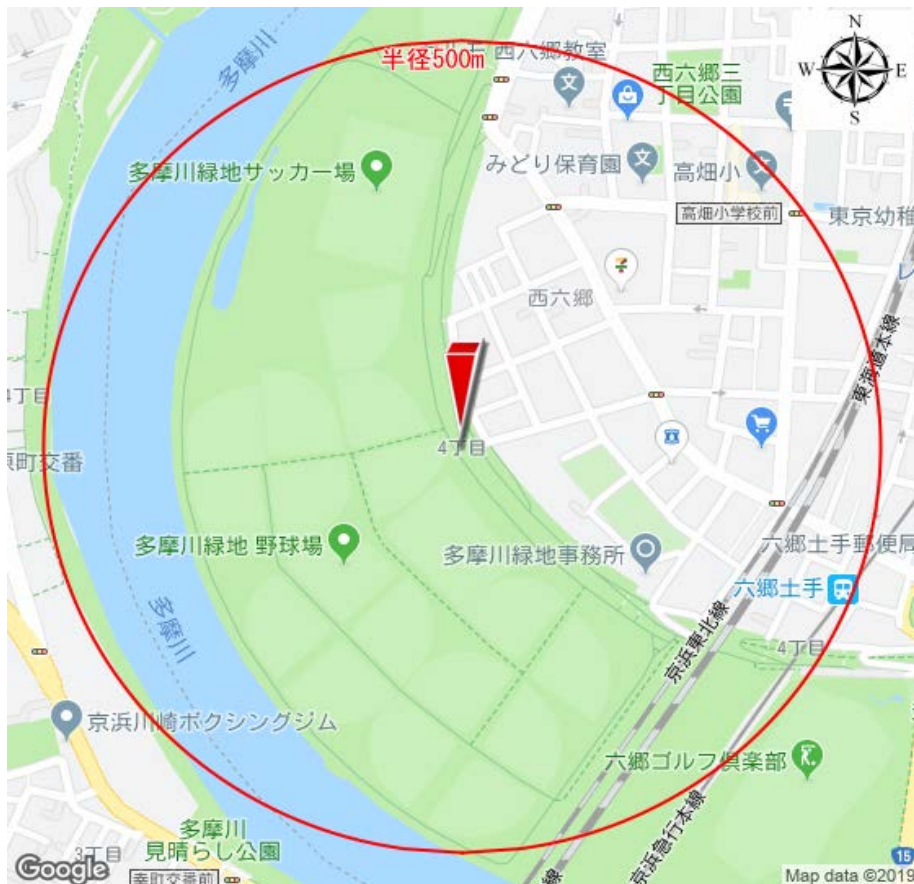 N
W
E
S
半径500m
西六郷教室
西六郷三
丁目公園
多摩川
多摩川緑地サッカー場
みどり保育園
高畑小
高畑小学校前
東京幼稚
西六郷
東海道本線
4丁目
4丁目
原町交番
多摩川緑地 野球場
多摩川緑地事務所
六郷土手郵便局
六郷土手
多摩川
京浜東北線
4丁目
京浜川崎ボクシングジム
六郷ゴルフ倶楽部
京浜急行本線
多摩川
見晴らし公園
3丁目
幸町交番前
15
Google
Map data ©2019